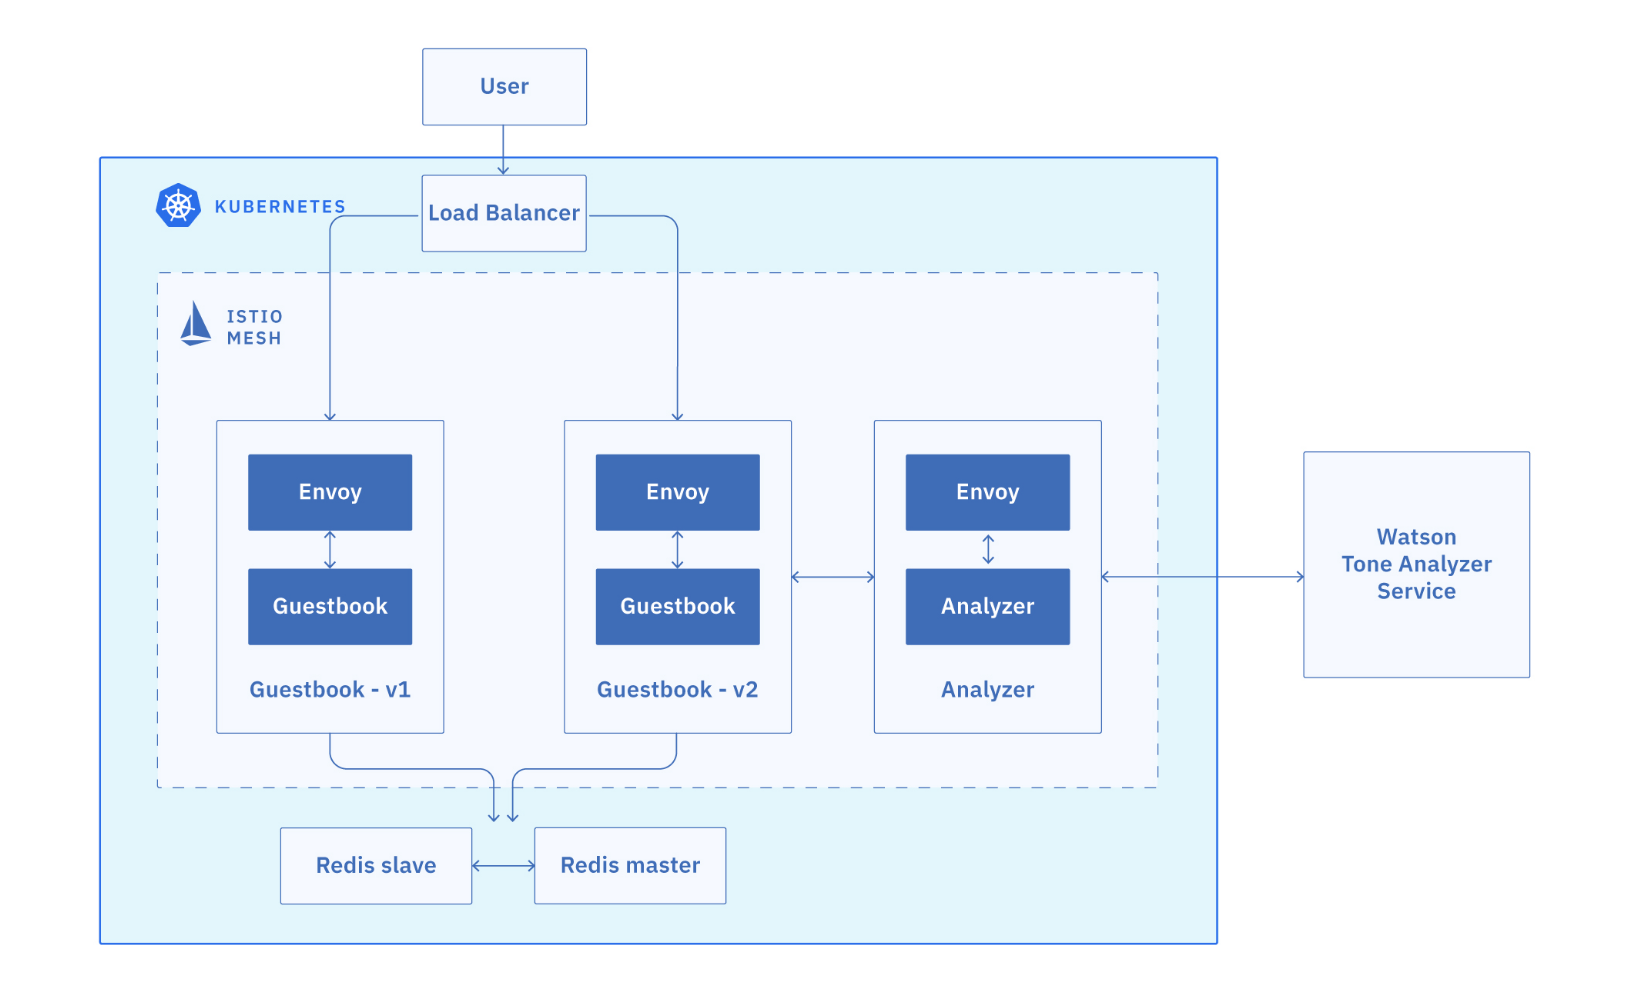 User
KUBERNETES
Load Balancer
ISTIO
MESH
Envoy
Guestbook
Guestbook - v1
Envoy
Guestbook
Guestbook - v2
Envoy
Analyzer
Analyzer
Watson
Tone Analyzer
Service
Redis slave
Redis master